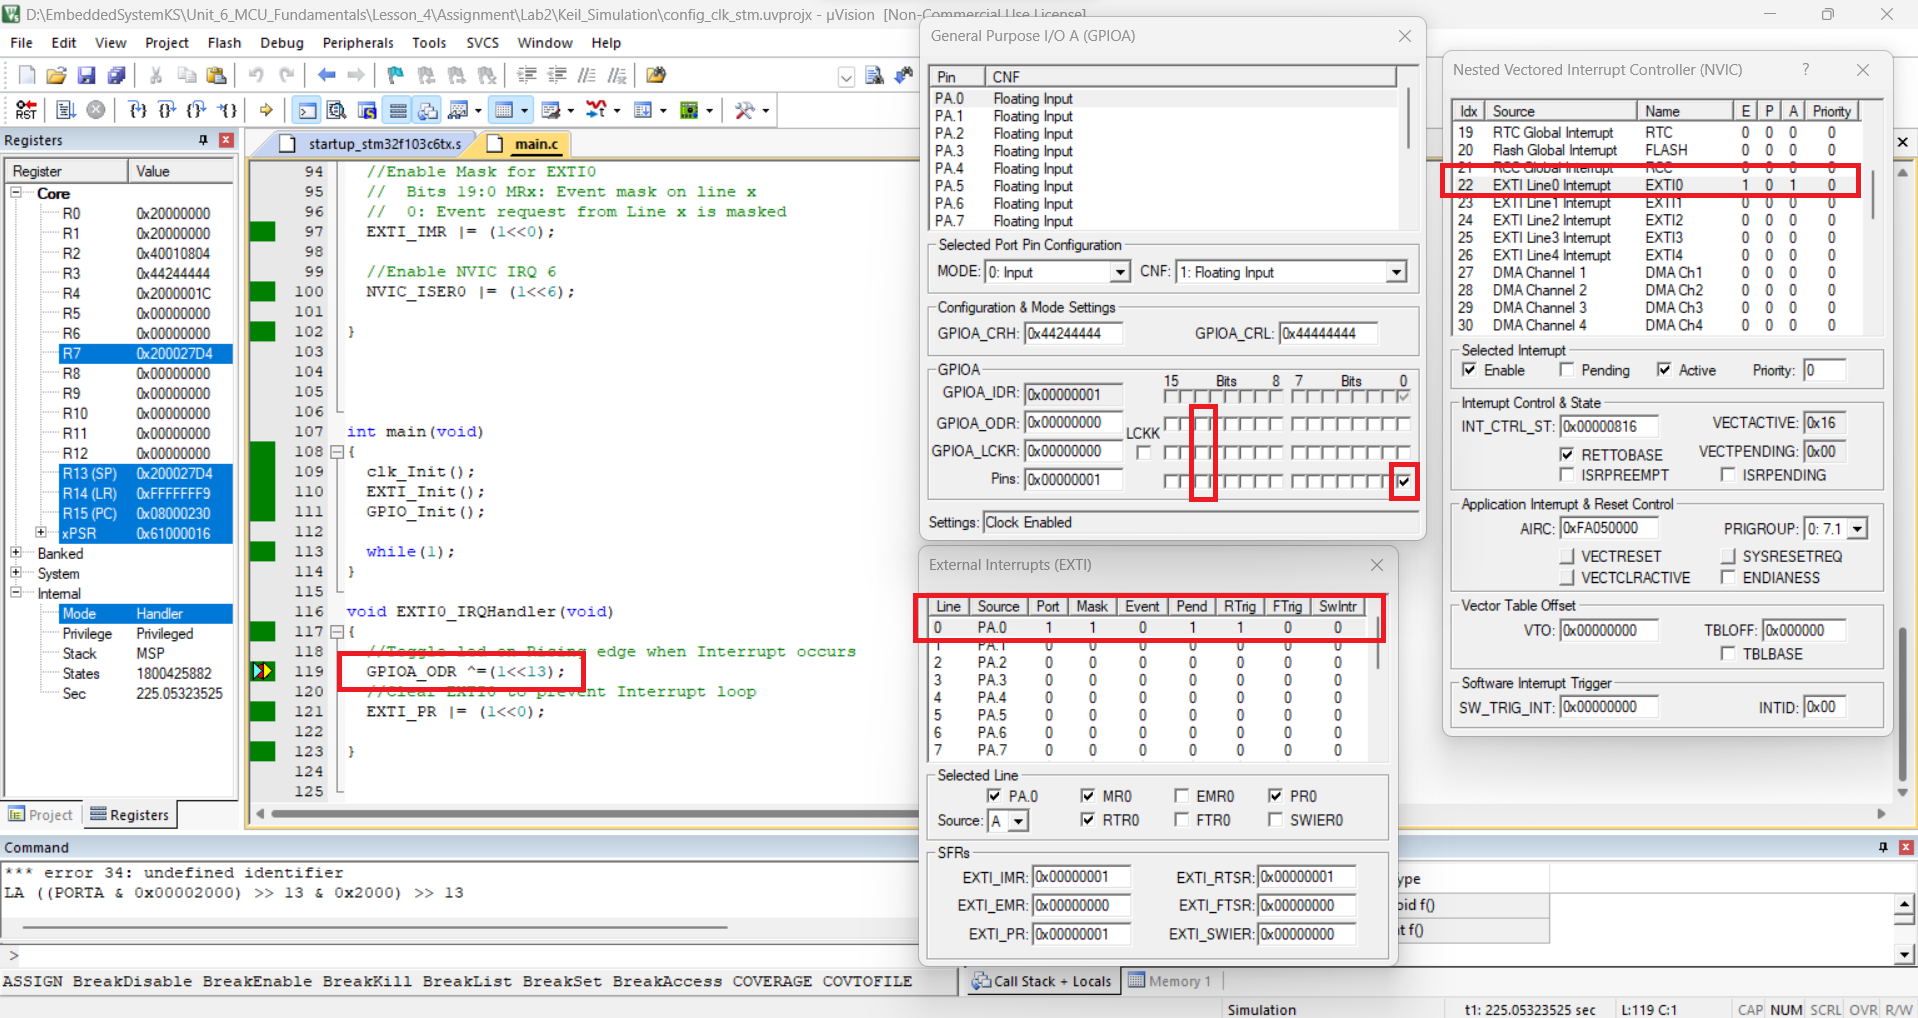 D:\EmbeddedSystemKS\Unit_6_MCU_Fundamentals\Lesson_4\Assignment\Lab2\Keil_Simulation\config_clk_stm.uvprojx - µVision [Non-Commercial Use License]
File Edit View Project Flash Debug Peripherals Tools SVCS Window Help
RST
Registers
Register Value
Core
R0 0x20000000
R1 0x20000000
R2 0x40010804
R3 0x44244444
R4 0x2000001C
R5 0x00000000
R6 0x00000000
R7 0x200027D4
R8 0x00000000
R9 0x00000000
R10 0x00000000
R11 0x00000000
R12 0x00000000
R13 (SP) 0x200027D4
R14 (LR) 0xFFFFFFF9
R15 (PC) 0x08000230
xPSR 0x61000016
Banked
System
Internal
Mode Handler
Privilege Privileged
Stack MSP
States 1800425882
Sec 225.05323525
Project Registers
startup_stm32f103c6tx.s main.c
94 //Enable Mask for EXTI0
95 // Bits 19:0 MRx: Event mask on line x
96 // 0: Event request from Line x is masked
97 EXTI_IMR |= (1<<0);
98
99 //Enable NVIC IRQ 6
100 NVIC_ISER0 |= (1<<6);
101
102 }
103
104
105
106
107 int main(void)
108 {
109 clk_Init();
110 EXTI_Init();
111 GPIO_Init();
112
113 while(1);
114 }
115
116 void EXTI0_IRQHandler(void)
117 {
118 //Toggle led on Rising edge when Interrupt occurs
119 GPIOA_ODR ^=(1<<13);
120 //Clear EXTI0 to prevent Interrupt loop
121 EXTI_PR |= (1<<0);
122
123 }
124
125
General Purpose I/O A (GPIOA)
Pin CNF
PA.0 Floating Input
PA.1 Floating Input
PA.2 Floating Input
PA.3 Floating Input
PA.4 Floating Input
PA.5 Floating Input
PA.6 Floating Input
PA.7 Floating Input
Selected Port Pin Configuration
MODE: 0: Input CNF: 1: Floating Input
Configuration & Mode Settings
GPIOA_CRH: 0x44244444 GPIOA_CRL: 0x44444444
GPIOA
15 Bits 8 7 Bits 0
GPIOA_IDR: 0x00000001
GPIOA_ODR: 0x00000000
LCKK
GPIOA_LCKR: 0x00000000
Pins: 0x00000001
Settings: Clock Enabled
External Interrupts (EXTI)
Line Source Port Mask Event Pend RTrig FTrig SwIntr
0 PA.0 1 1 0 1 1 0 0
1 PA.1 0 0 0 0 0 0 0
2 PA.2 0 0 0 0 0 0 0
3 PA.3 0 0 0 0 0 0 0
4 PA.4 0 0 0 0 0 0 0
5 PA.5 0 0 0 0 0 0 0
6 PA.6 0 0 0 0 0 0 0
7 PA.7 0 0 0 0 0 0 0
Selected Line
PA.0 MR0 EMR0 PR0
Source: A RTR0 FTR0 SWIER0
SFRs
EXTI_IMR: 0x00000001 EXTI_RTSR: 0x00000001
EXTI_EMR: 0x00000000 EXTI_FTSR: 0x00000000
EXTI_PR: 0x00000001 EXTI_SWIER: 0x00000000
Nested Vectored Interrupt Controller (NVIC) ?
Idx Source Name E P A Priority
19 RTC Global Interrupt RTC 0 0 0 0
20 Flash Global Interrupt FLASH 0 0 0 0
21 RCC Global Interrupt RCC 0 0 0 0
22 EXTI Line0 Interrupt EXTI0 1 0 1 0
23 EXTI Line1 Interrupt EXTI1 0 0 0 0
24 EXTI Line2 Interrupt EXTI2 0 0 0 0
25 EXTI Line3 Interrupt EXTI3 0 0 0 0
26 EXTI Line4 Interrupt EXTI4 0 0 0 0
27 DMA Channel 1 DMA Ch1 0 0 0 0
28 DMA Channel 2 DMA Ch2 0 0 0 0
29 DMA Channel 3 DMA Ch3 0 0 0 0
30 DMA Channel 4 DMA Ch4 0 0 0 0
Selected Interrupt
Enable Pending Active Priority: 0
Interrupt Control & State
INT_CTRL_ST: 0x00000816 VECTACTIVE: 0x16
RETTOBASE VECTPENDING: 0x00
ISRPREEMPT ISRPENDING
Application Interrupt & Reset Control
AIRC: 0xFA050000 PRIGROUP: 0: 7.1
VECTRESET SYSRESETREQ
VECTCLRACTIVE ENDIANESS
Vector Table Offset
VTO: 0x00000000 TBLOFF: 0x000000
TBLBASE
Software Interrupt Trigger
SW_TRIG_INT: 0x00000000 INTID: 0x00
Command
*** error 34: undefined identifier
LA ((PORTA & 0x00002000) >> 13 & 0x2000) >> 13
>
ASSIGN BreakDisable BreakEnable BreakKill BreakList BreakSet BreakAccess COVERAGE COVTOFILE
ype
oid f()
nt f()
Call Stack + Locals Memory 1
Simulation t1: 225.05323525 sec L:119 C:1 CAP NUM SCRL OVR R/W